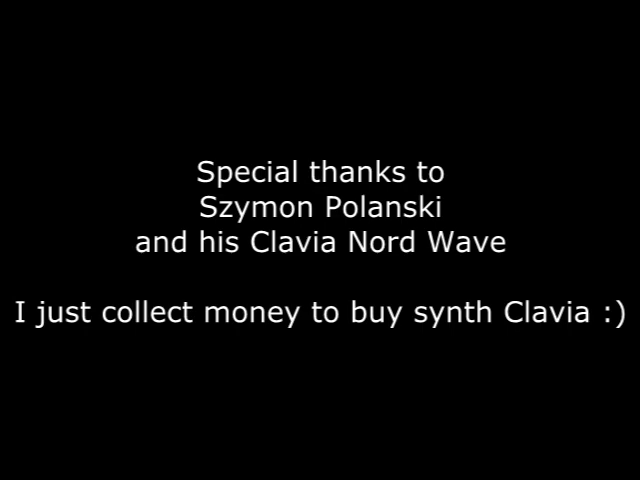 Special thanks to
Szymon Polanski
and his Clavia Nord Wave
I just collect money to buy synth Clavia :)